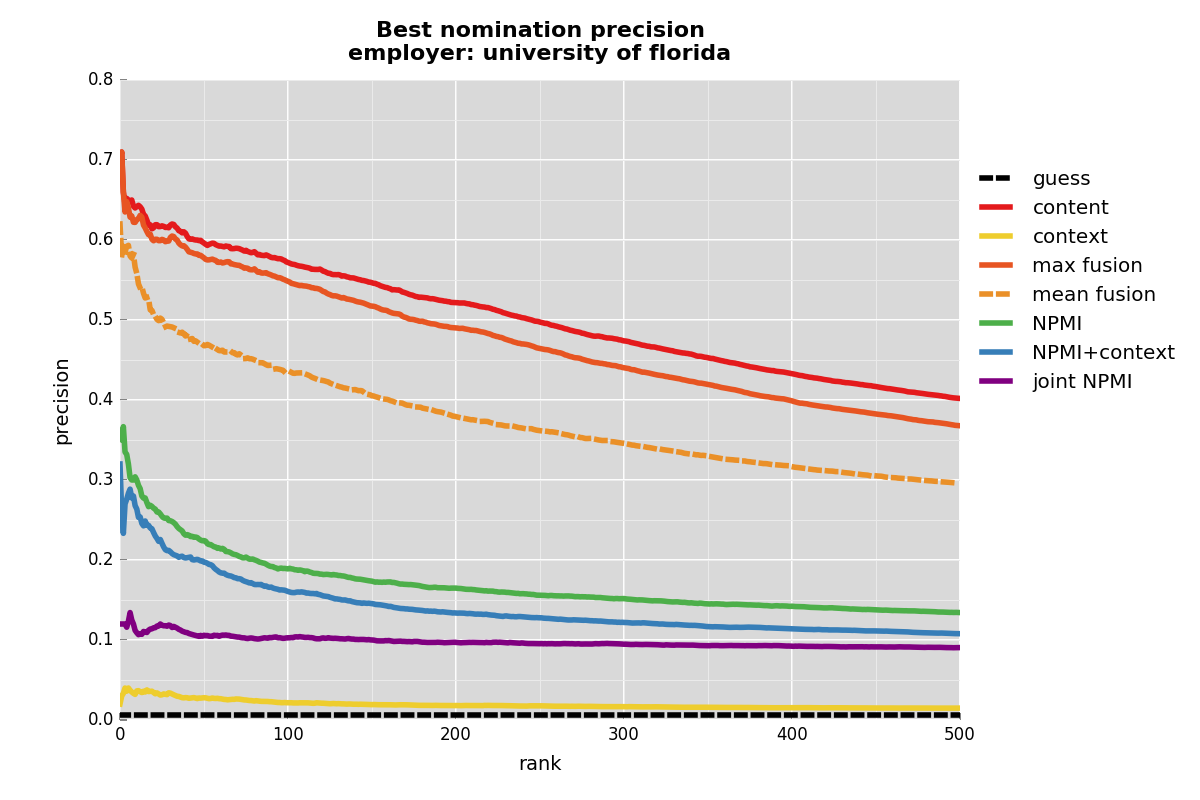 Best nomination precision
employer: university of florida
precision
0.8
0.7
0.6
0.5
0.4
0.3
0.2
0.1
0.0
0 100 200 300 400 500
rank
guess
content
context
max fusion
mean fusion
NPMI
NPMI+context
joint NPMI